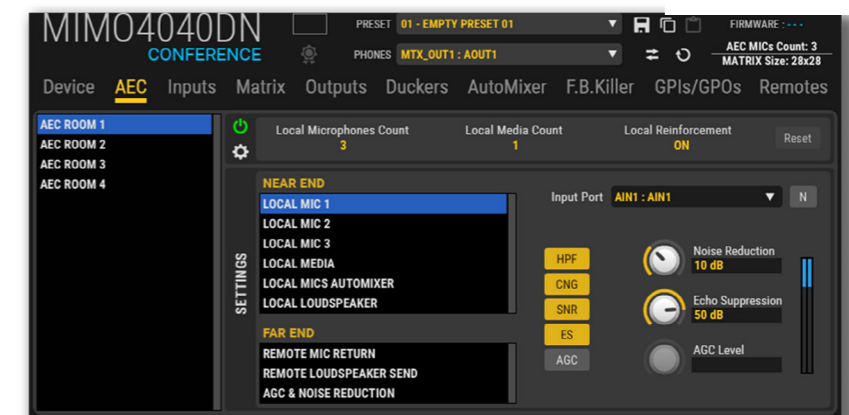 MIMO4040DN
CONFERENCE
PRESET 01 - EMPTY PRESET 01
FIRMWARE : ---
PHONES MTX_OUT1 : AOUT1
AEC MICs Count: 3
MATRIX Size: 28x28
Device AEC Inputs Matrix Outputs Duckers AutoMixer F.B.Killer GPIs/GPOs Remotes
AEC ROOM 1
AEC ROOM 2
AEC ROOM 3
AEC ROOM 4
Local Microphones Count
3
Local Media Count
1
Local Reinforcement
ON
Reset
SETTINGS
NEAR END
LOCAL MIC 1
LOCAL MIC 2
LOCAL MIC 3
LOCAL MEDIA
LOCAL MICS AUTOMIXER
LOCAL LOUDSPEAKER
FAR END
REMOTE MIC RETURN
REMOTE LOUDSPEAKER SEND
AGC & NOISE REDUCTION
Input Port AIN1 : AIN1 N
HPF
CNG
SNR
ES
AGC
Noise Reduction
10 dB
Echo Suppression
50 dB
AGC Level